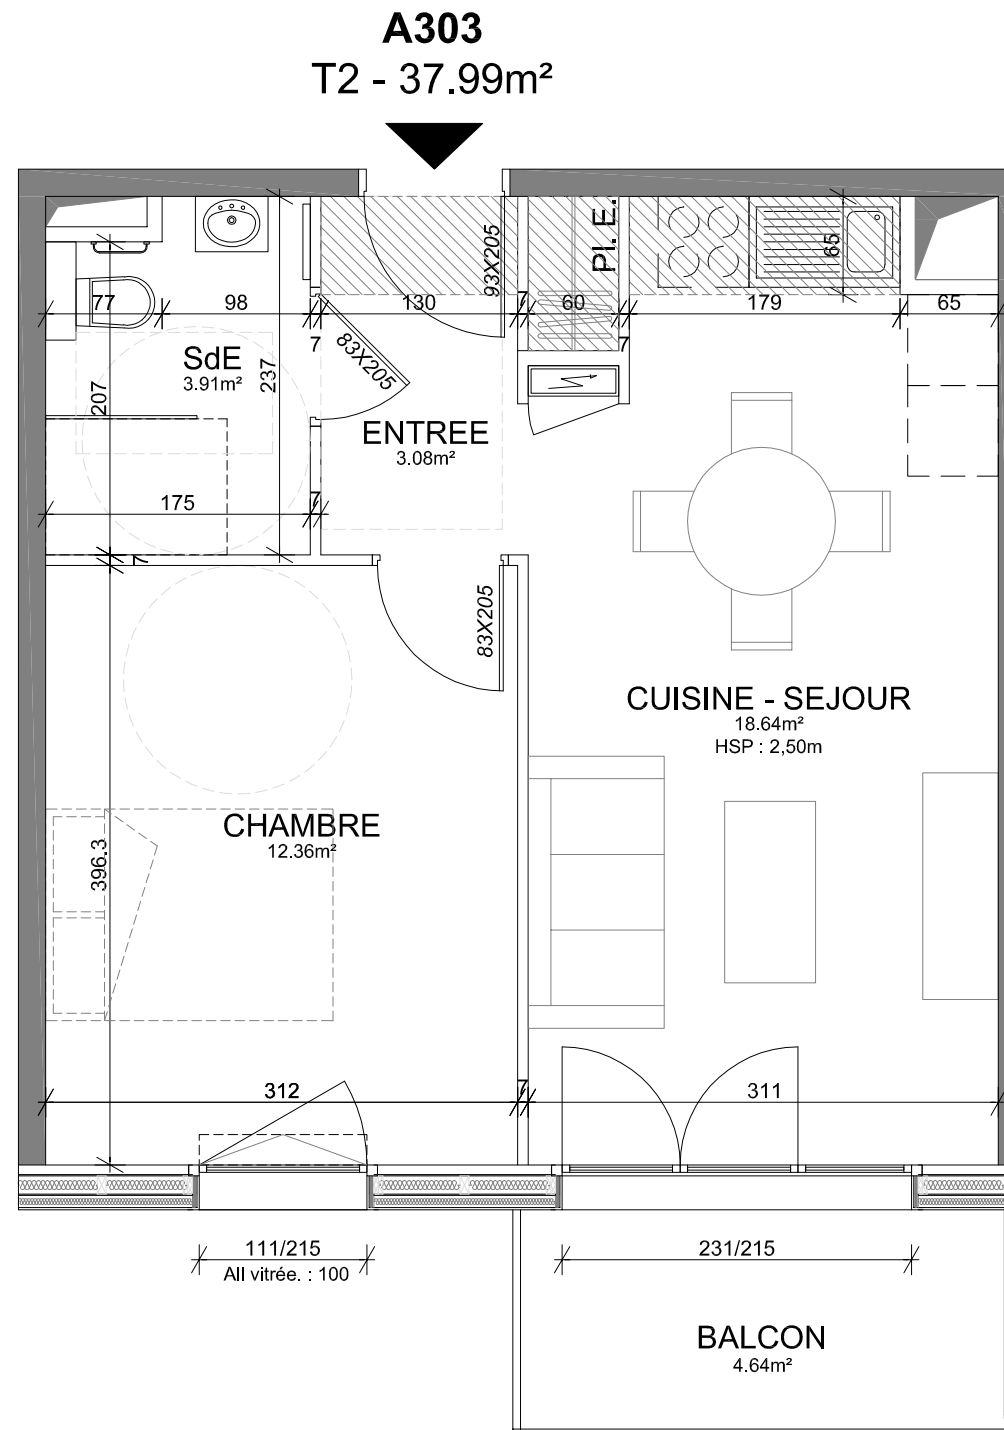 A303
T2 - 37.99m²
93X205
Pl. E.
65
77
98
7
130
7
60
7
179
65
83X205
SdE
3.91m²
237
207
ENTREE
3.08m²
175
7
7
83X205
CUISINE - SEJOUR
18.64m²
HSP : 2,50m
CHAMBRE
12.36m²
396.3
312
7
311
111/215
All vitrée. : 100
231/215
BALCON
4.64m²